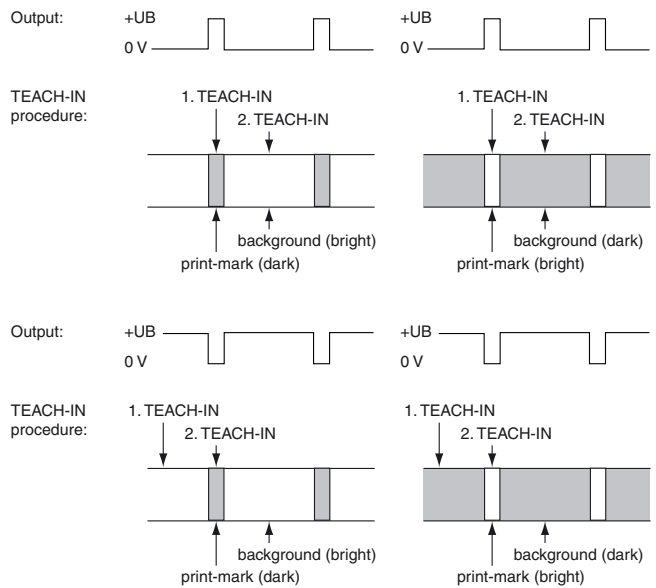 Output: +UB +UB
0 V 0 V
TEACH-IN 1. TEACH-IN 1. TEACH-IN
procedure: 2. TEACH-IN 2. TEACH-IN
background (bright) background (dark)
print-mark (dark) print-mark (bright)
Output: +UB +UB
0 V 0 V
TEACH-IN 1. TEACH-IN 1. TEACH-IN
procedure: 2. TEACH-IN 2. TEACH-IN
background (bright) background (dark)
print-mark (dark) print-mark (bright)